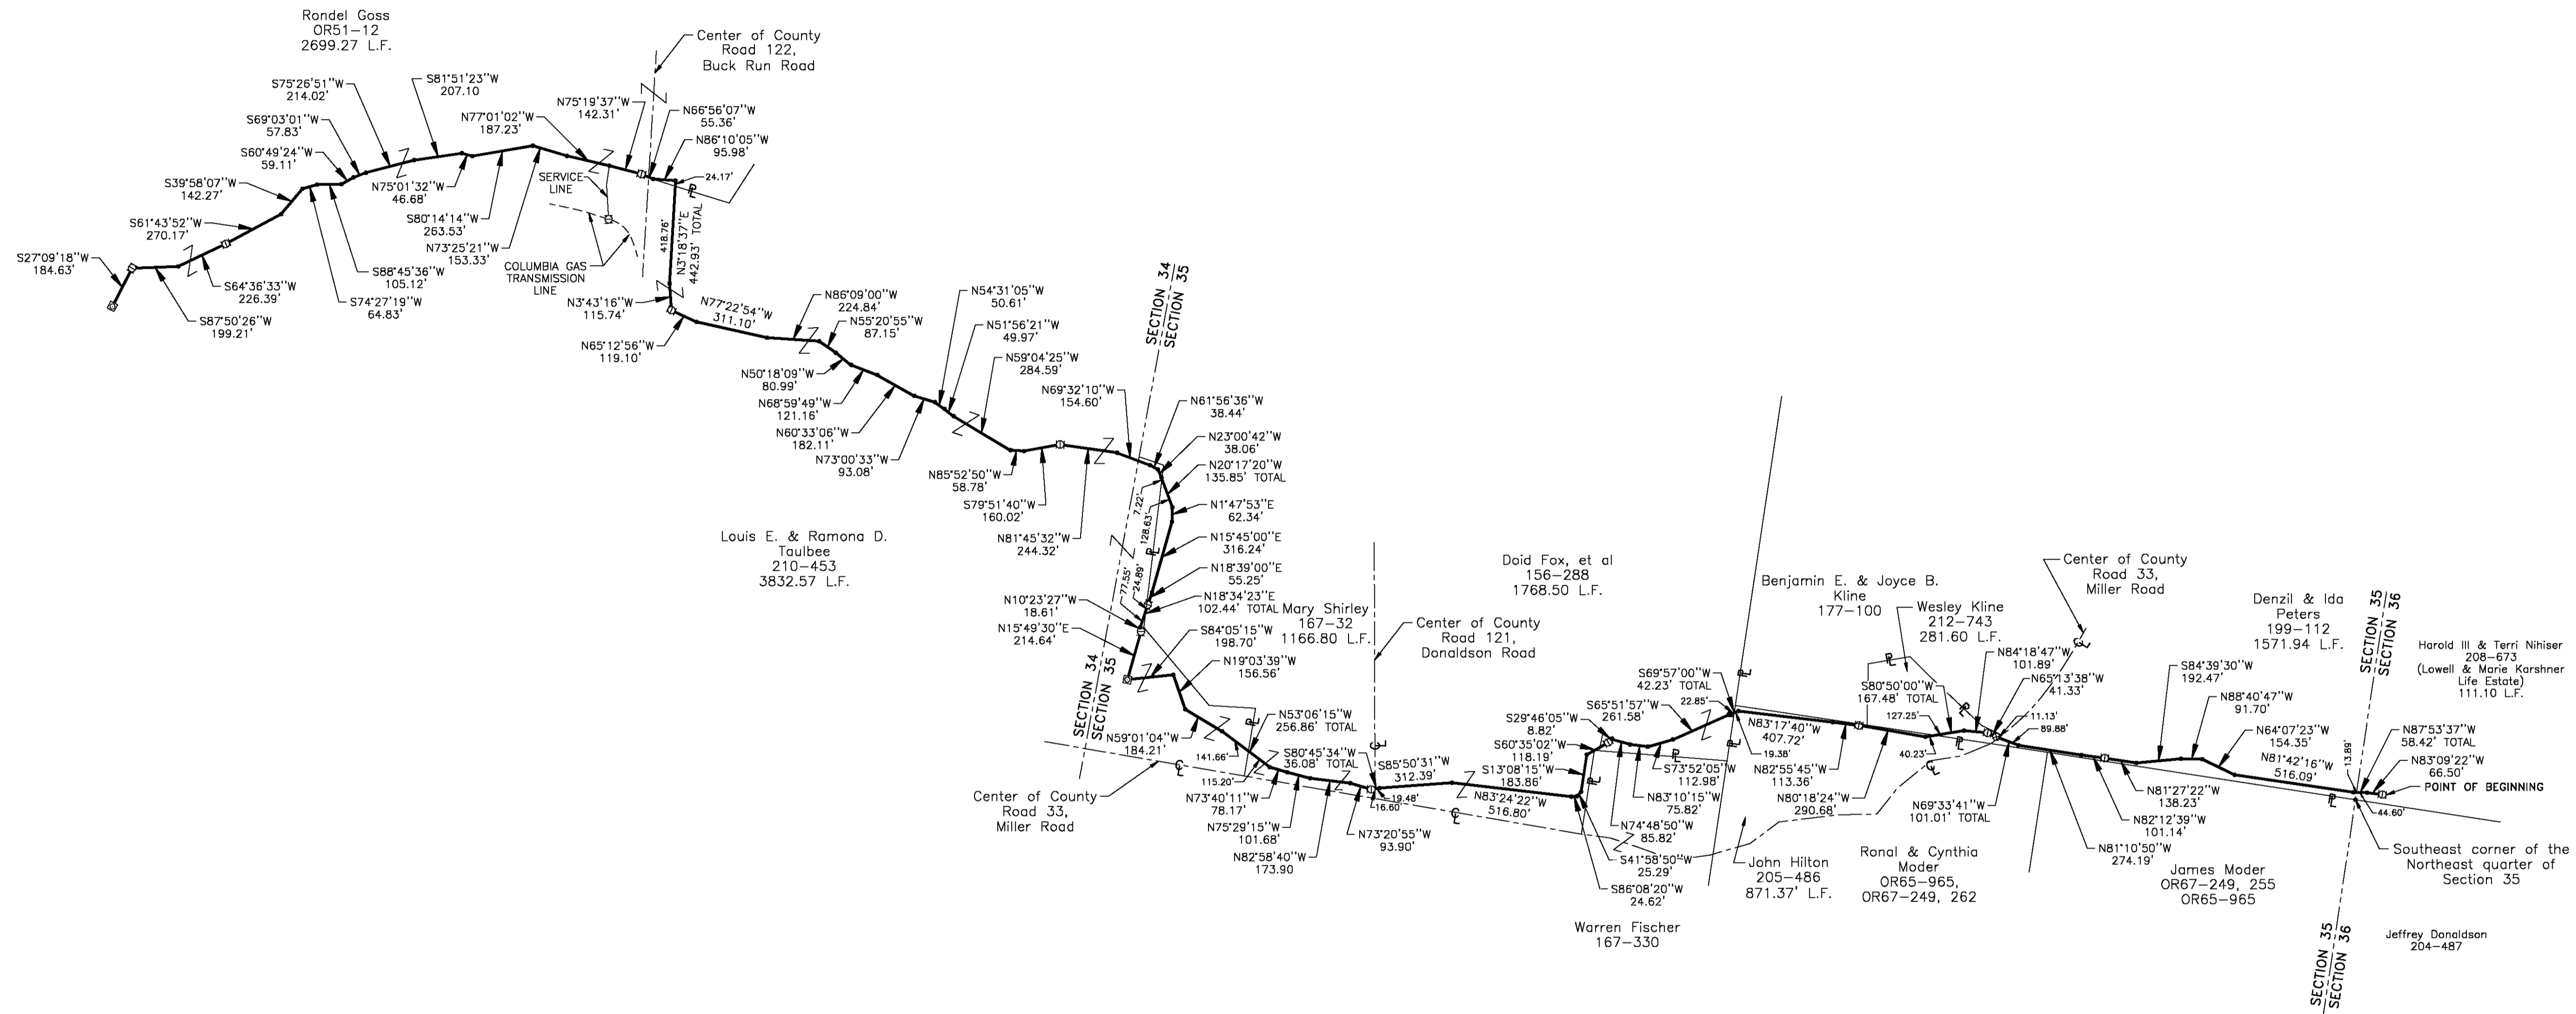 Rondel Goss
OR51-12
2699.27 L.F.
Center of County
Road 122,
Buck Run Road
S75°26'51''W
214.02'
S81°51'23''W
207.10
N77°01'02''W
187.23'
N75°19'37''W
142.31'
N66°56'07''W
55.36'
N86°10'05''W
95.98'
24.17'
S69°03'01''W
57.83'
S60°49'24''W
59.11'
S39°58'07''W
142.27'
S61°43'52''W
270.17'
S27°09'18''W
184.63'
S87°50'26''W
199.21'
S64°36'33''W
226.39'
S74°27'19''W
64.83'
S88°45'36''W
105.12'
N75°01'32''W
46.68'
S80°14'14''W
263.53'
N73°25'21''W
153.33'
SERVICE
LINE
COLUMBIA GAS
TRANSMISSION
LINE
418.76'
N3°18'37''E
442.93' TOTAL
N3°43'16''W
115.74'
N65°12'56''W
119.10'
N77°22'54''W
311.10'
N86°09'00''W
224.84'
N55°20'55''W
87.15'
N50°18'09''W
80.99'
N68°59'49''W
121.16'
N60°33'06''W
182.11'
N73°00'33''W
93.08'
N54°31'05''W
50.61'
N51°56'21''W
49.97'
N59°04'25''W
284.59'
N85°52'50''W
58.78'
S79°51'40''W
160.02'
N81°45'32''W
244.32'
N69°32'10''W
154.60'
SECTION 34
SECTION 35
N61°56'36''W
38.44'
N23°00'42''W
38.06'
N20°17'20''W
135.85' TOTAL
7.22'
128.63'
N1°47'53''E
62.34'
N15°45'00''E
316.24'
N18°39'00''E
55.25'
N18°34'23''E
102.44' TOTAL
77.55'
24.89'
N10°23'27''W
18.61'
N15°49'30''E
214.64'
Louis E. & Ramona D.
Taulbee
210-453
3832.57 L.F.
SECTION 34
SECTION 35
S84°05'15''W
198.70'
N19°03'39''W
156.56'
N59°01'04''W
184.21'
N53°06'15''W
256.86' TOTAL
141.66'
115.20'
N73°40'11''W
78.17'
N75°29'15''W
101.68'
N82°58'40''W
173.90
N73°20'55''W
93.90'
S80°45'34''W
36.08' TOTAL
19.48'
16.60'
Center of County
Road 33,
Miller Road
Mary Shirley
167-32
1166.80 L.F.
Center of County
Road 121,
Donaldson Road
S85°50'31''W
312.39'
N83°24'22''W
516.80'
Doid Fox, et al
156-288
1768.50 L.F.
S29°46'05''W
8.82'
S60°35'02''W
118.19'
S13°08'15''W
183.86'
S41°58'50''W
25.29'
S86°08'20''W
24.62'
N74°48'50''W
85.82'
N83°10'15''W
75.82'
S73°52'05''W
112.98'
S65°51'57''W
261.58'
S69°57'00''W
42.23' TOTAL
22.85'
19.38'
Warren Fischer
167-330
John Hilton
205-486
871.37' L.F.
Benjamin E. & Joyce B.
Kline
177-100
N83°17'40''W
407.72'
N82°55'45''W
113.36'
N80°18'24''W
290.68'
S80°50'00''W
167.48' TOTAL
127.25'
40.23'
Wesley Kline
212-743
281.60 L.F.
N84°18'47''W
101.89'
N65°13'38''W
41.33'
11.13'
89.88'
N69°33'41''W
101.01' TOTAL
Center of County
Road 33,
Miller Road
Ronal & Cynthia
Moder
OR65-965,
OR67-249, 262
N81°10'50''W
274.19'
N82°12'39''W
101.14'
N81°27'22''W
138.23'
S84°39'30''W
192.47'
N88°40'47''W
91.70'
N64°07'23''W
154.35'
N81°42'16''W
516.09'
James Moder
OR67-249, 255
OR65-965
Denzil & Ida
Peters
199-112
1571.94 L.F.
SECTION 35
SECTION 36
13.89'
44.60'
N87°53'37''W
58.42' TOTAL
N83°09'22''W
66.50'
POINT OF BEGINNING
Harold III & Terri Nihiser
208-673
(Lowell & Marie Karshner
Life Estate)
111.10 L.F.
Southeast corner of the
Northeast quarter of
Section 35
Jeffrey Donaldson
204-487
SECTION 35
SECTION 36